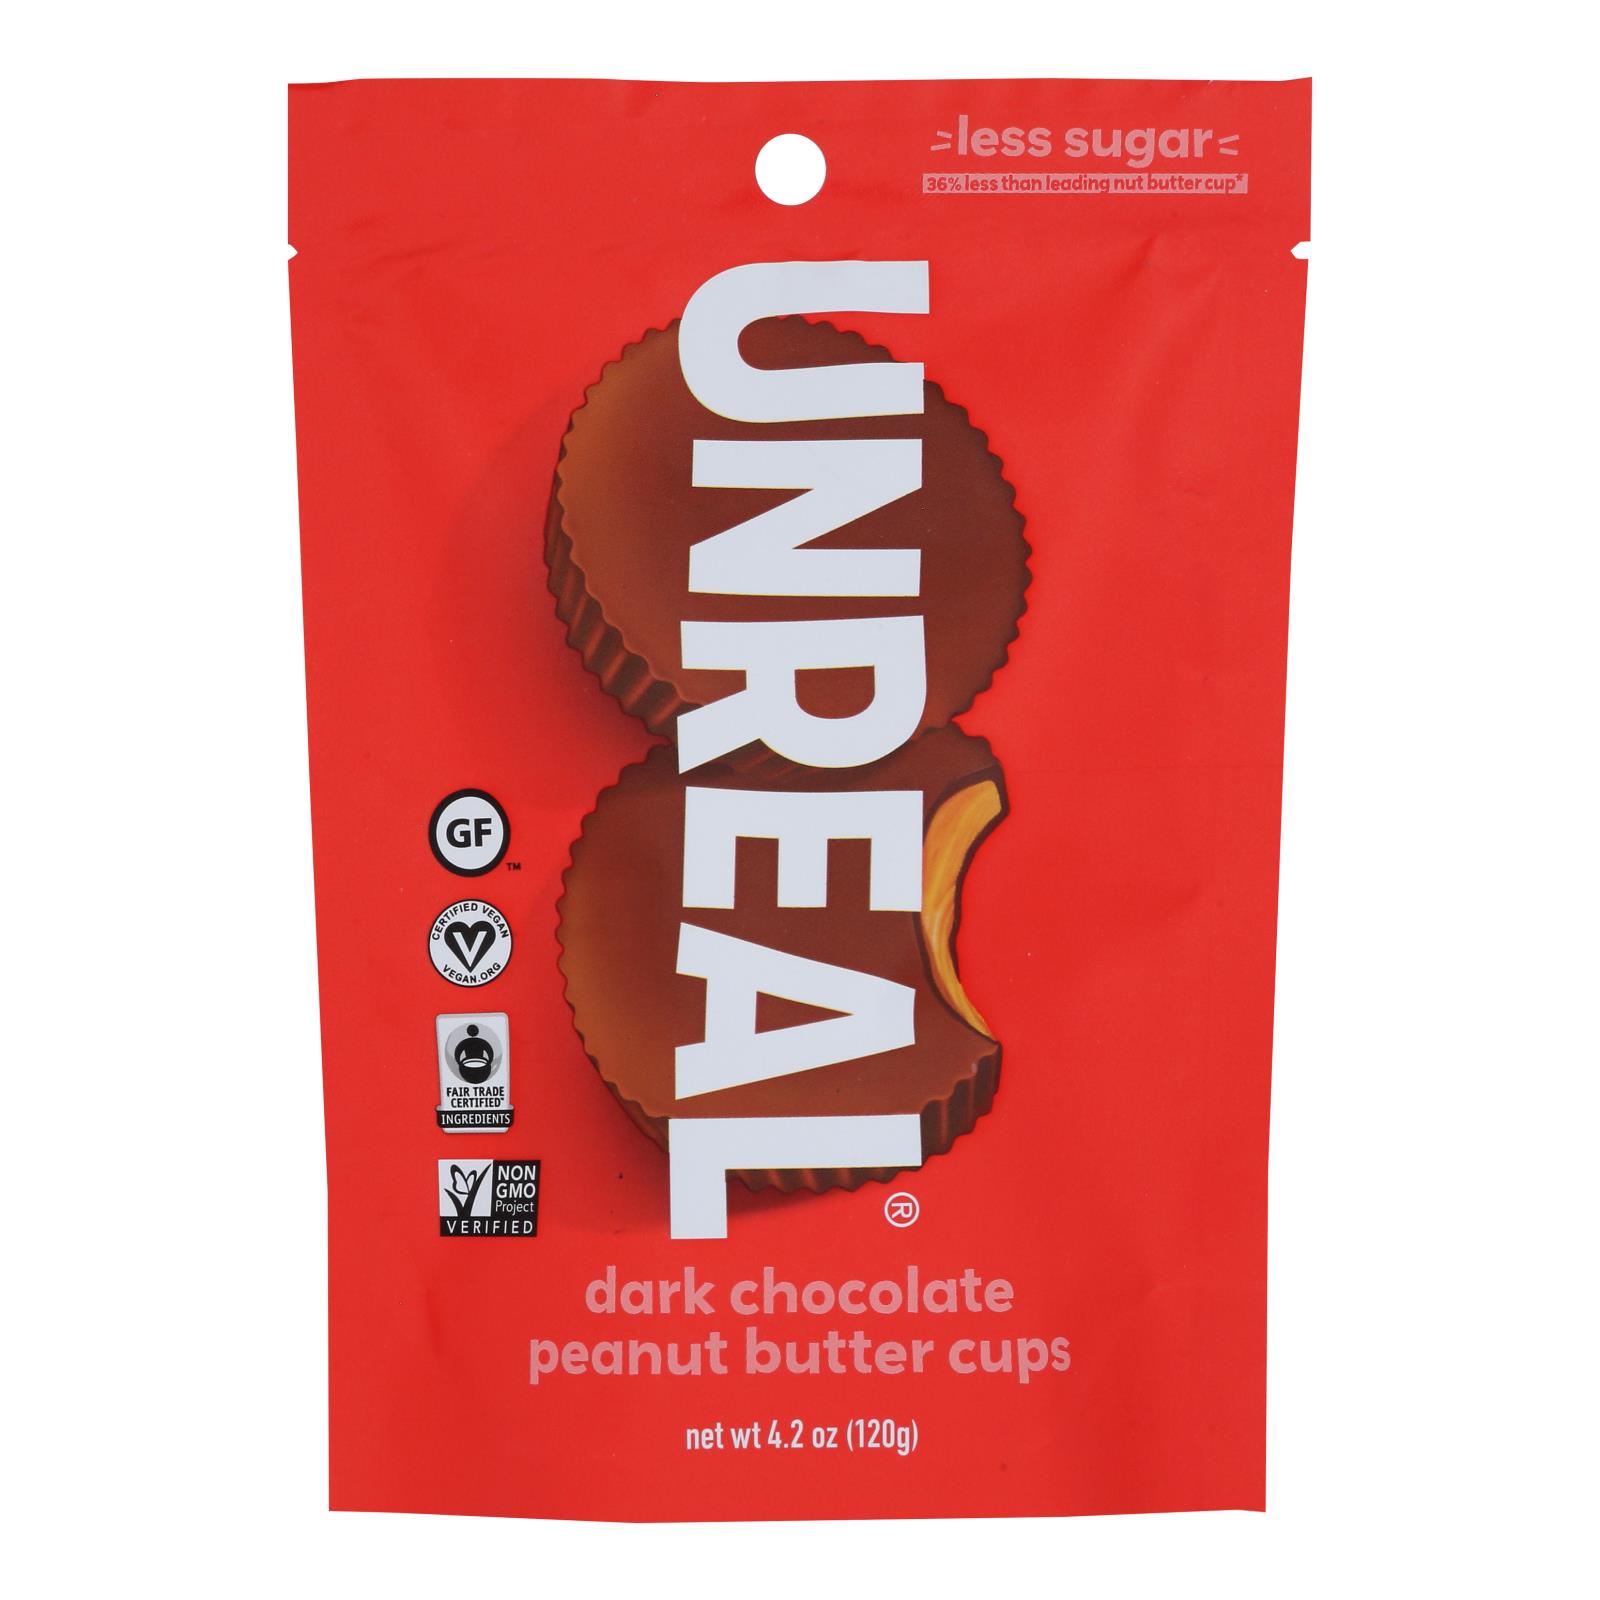 less sugar
36% less than leading nut butter cup*
UNREAL®
GF™
CERTIFIED VEGAN
VEGAN.ORG
FAIR TRADE
CERTIFIED™
INGREDIENTS
NON
GMO
Project
VERIFIED
dark chocolate
peanut butter cups
net wt 4.2 oz (120g)